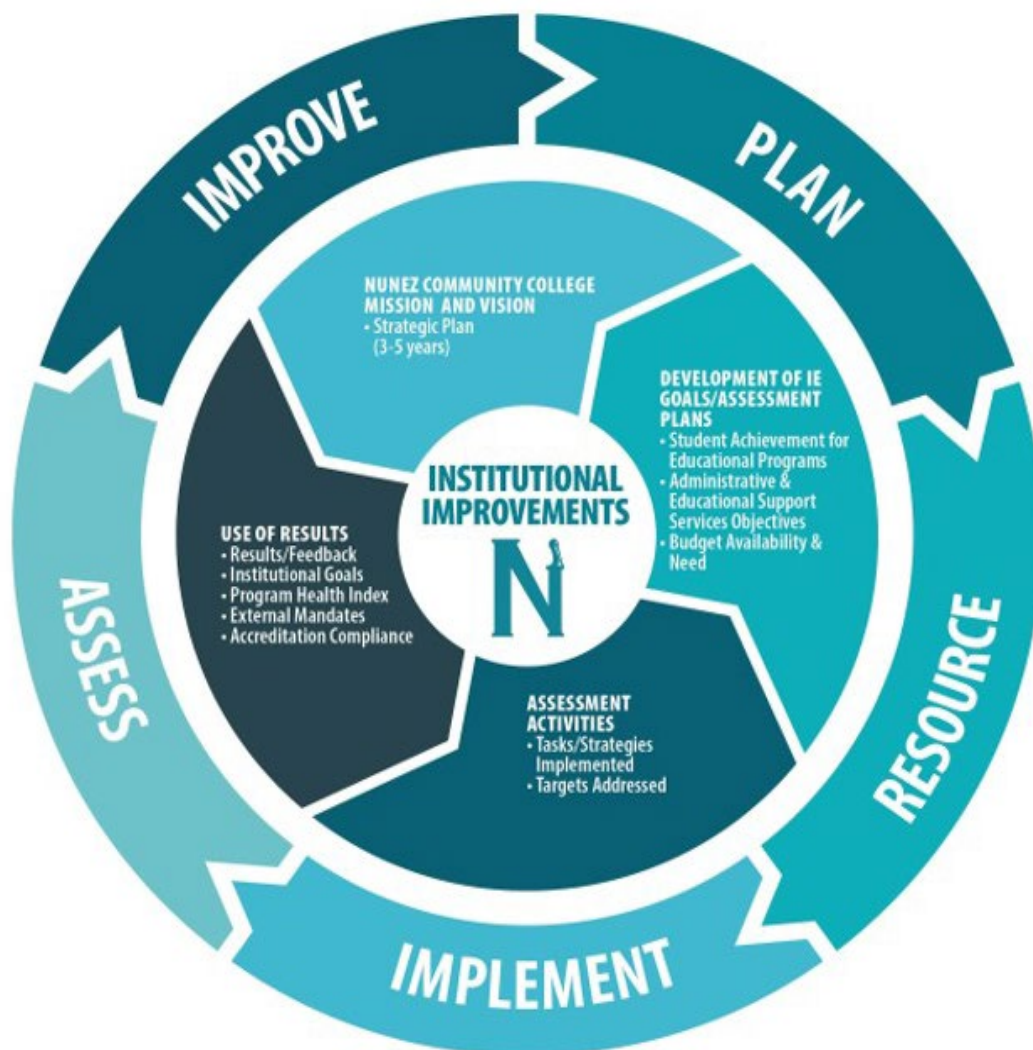 IMPROVE
PLAN
RESOURCE
IMPLEMENT
ASSESS
NUNEZ COMMUNITY COLLEGE
MISSION AND VISION
• Strategic Plan
(3-5 years)
DEVELOPMENT OF IE
GOALS/ASSESSMENT
PLANS
• Student Achievement for
Educational Programs
• Administrative &
Educational Support
Services Objectives
• Budget Availability &
Need
ASSESSMENT
ACTIVITIES
• Tasks/Strategies
Implemented
• Targets Addressed
USE OF RESULTS
• Results/Feedback
• Institutional Goals
• Program Health Index
• External Mandates
• Accreditation Compliance
INSTITUTIONAL
IMPROVEMENTS
N